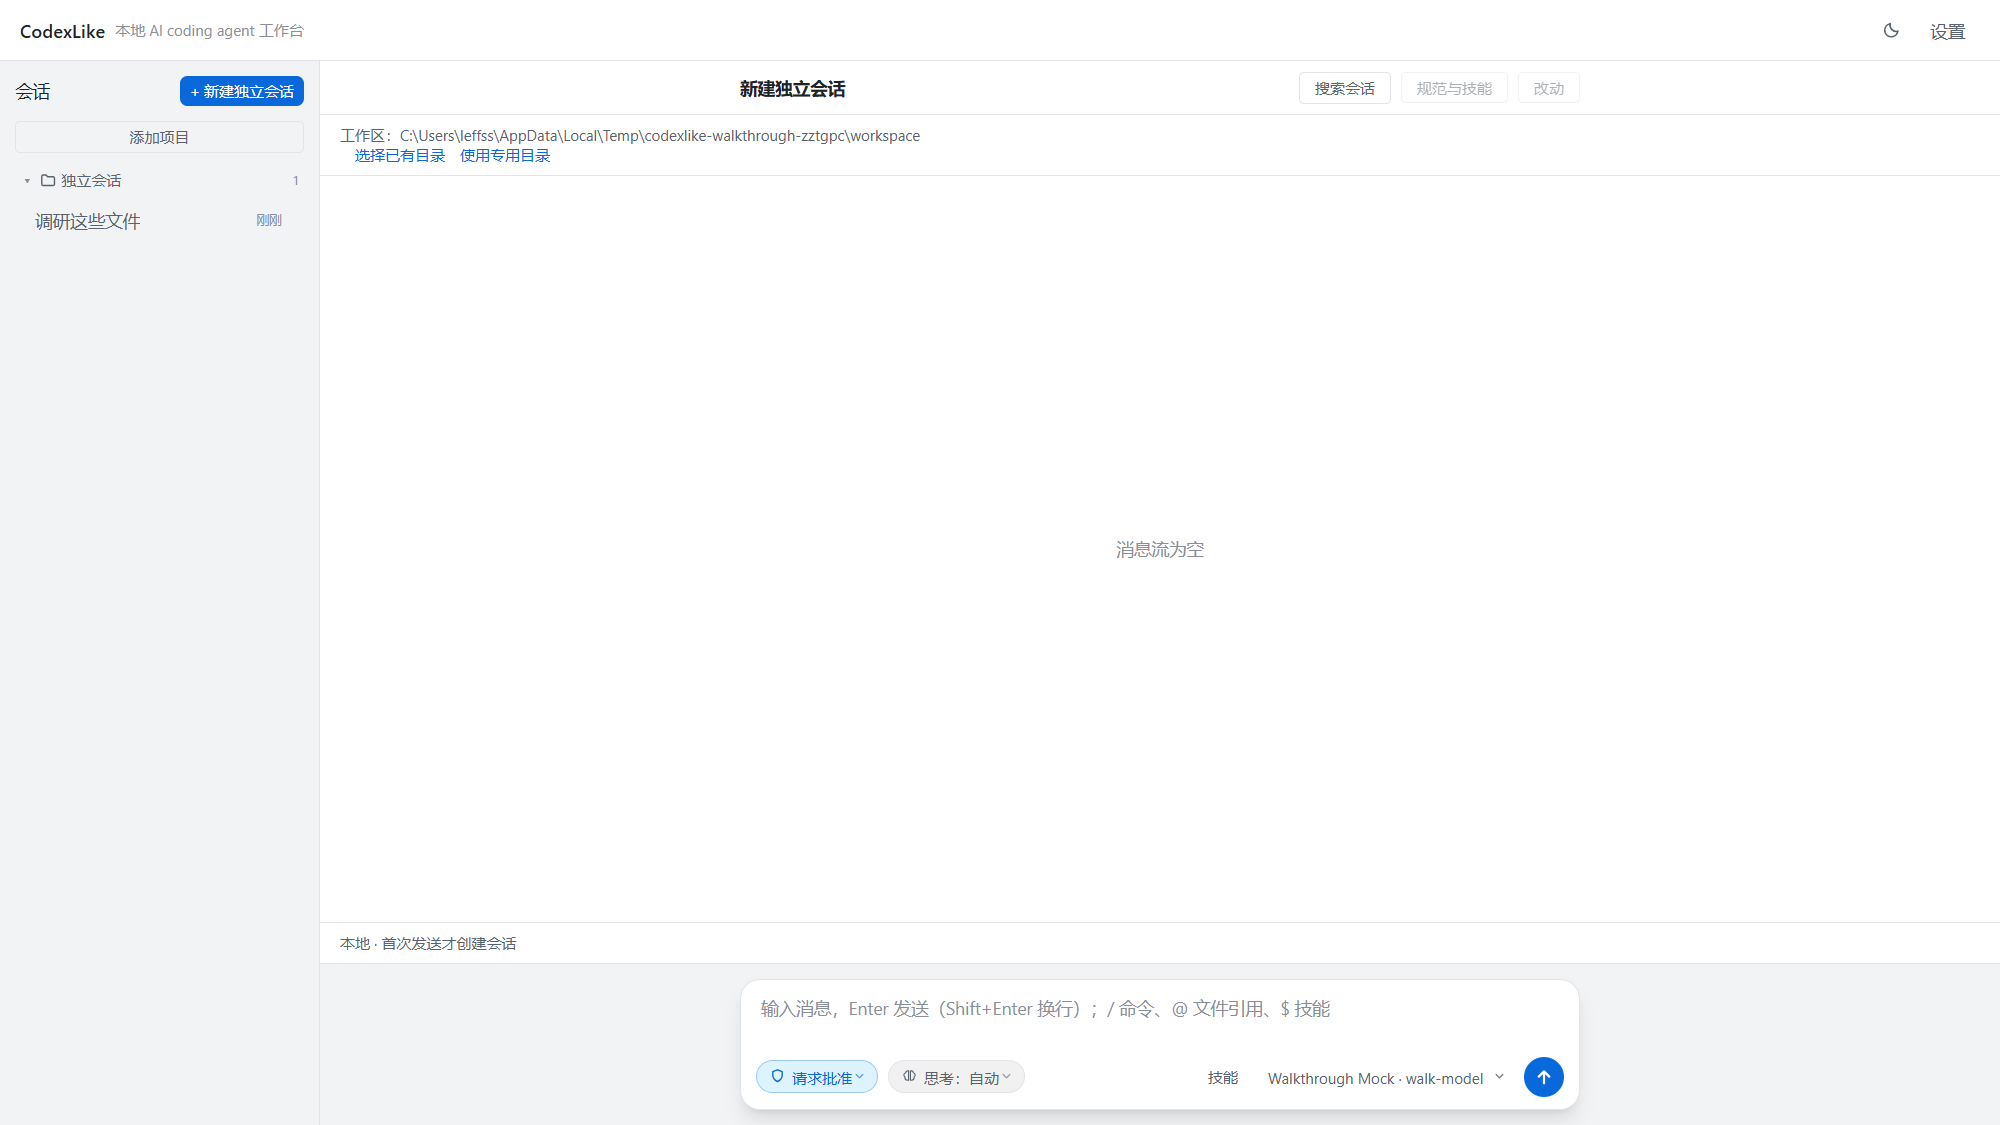 CodexLike 本地 AI coding agent 工作台
设置
会话
+ 新建独立会话
添加项目
独立会话 1
调研这些文件 刚刚
新建独立会话
搜索会话
规范与技能
改动
工作区：C:\Users\leffss\AppData\Local\Temp\codexlike-walkthrough-zztgpc\workspace
选择已有目录 使用专用目录
消息流为空
本地 · 首次发送才创建会话
输入消息，Enter 发送（Shift+Enter 换行）；/ 命令、@ 文件引用、$ 技能
请求批准
思考：自动
技能
Walkthrough Mock · walk-model